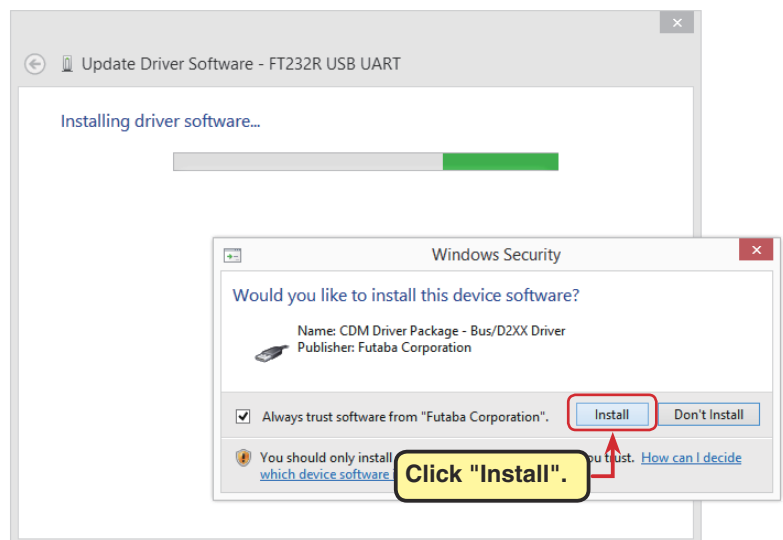 Update Driver Software - FT232R USB UART
Installing driver software...
Windows Security
Would you like to install this device software?
Name: CDM Driver Package - Bus/D2XX Driver
Publisher: Futaba Corporation
Always trust software from "Futaba Corporation".
Install
Don't Install
You should only install
trust. How can I decide
which device software
Click "Install".